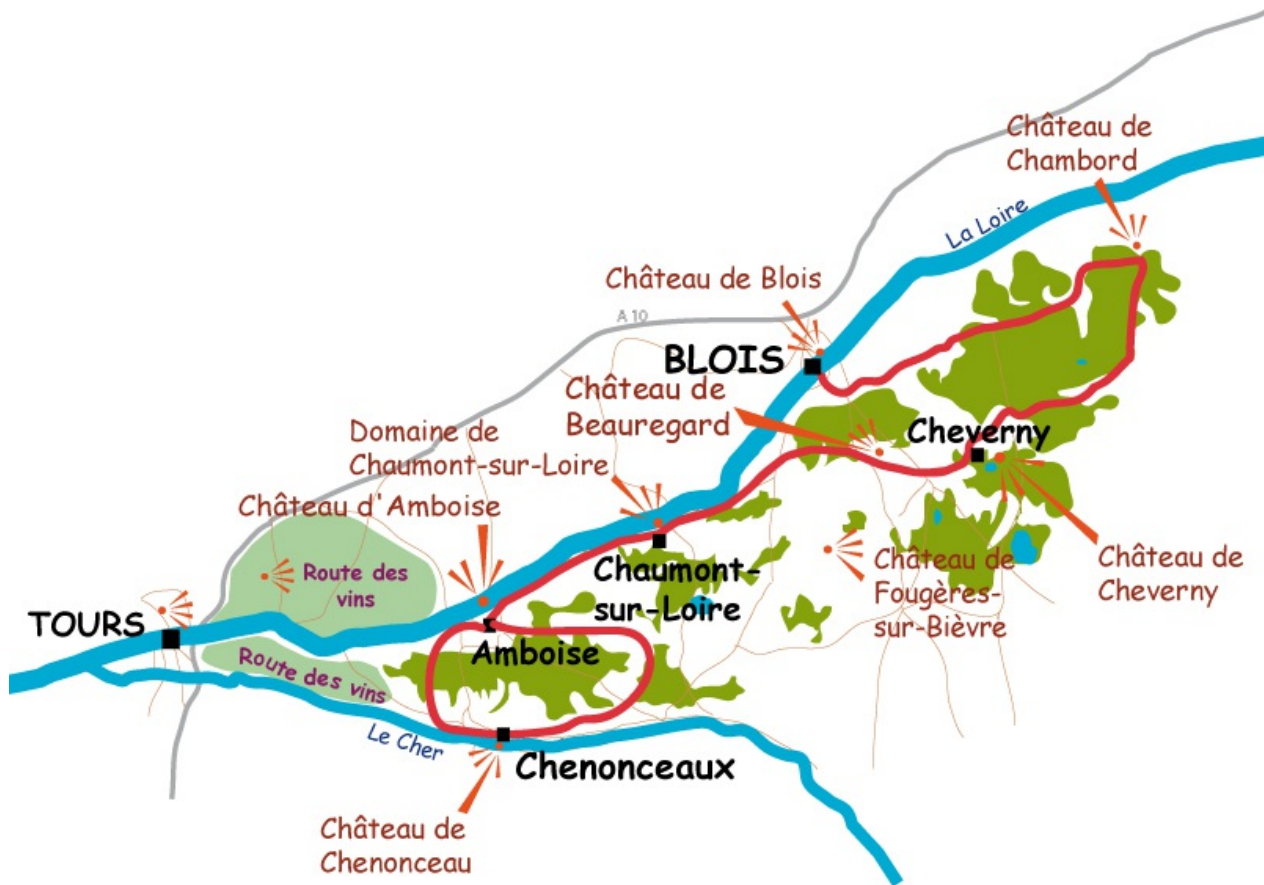 Château de
Chambord
La Loire
Château de Blois
A 10
BLOIS
Château de
Beauregard
Cheverny
Domaine de
Chaumont-sur-Loire
Château d'Amboise
Château de
Cheverny
Château de
Fougères-
sur-Bièvre
Chaumont-
sur-Loire
Route des
vins
TOURS
Amboise
Route des vins
Le Cher
Chenonceaux
Château de
Chenonceau